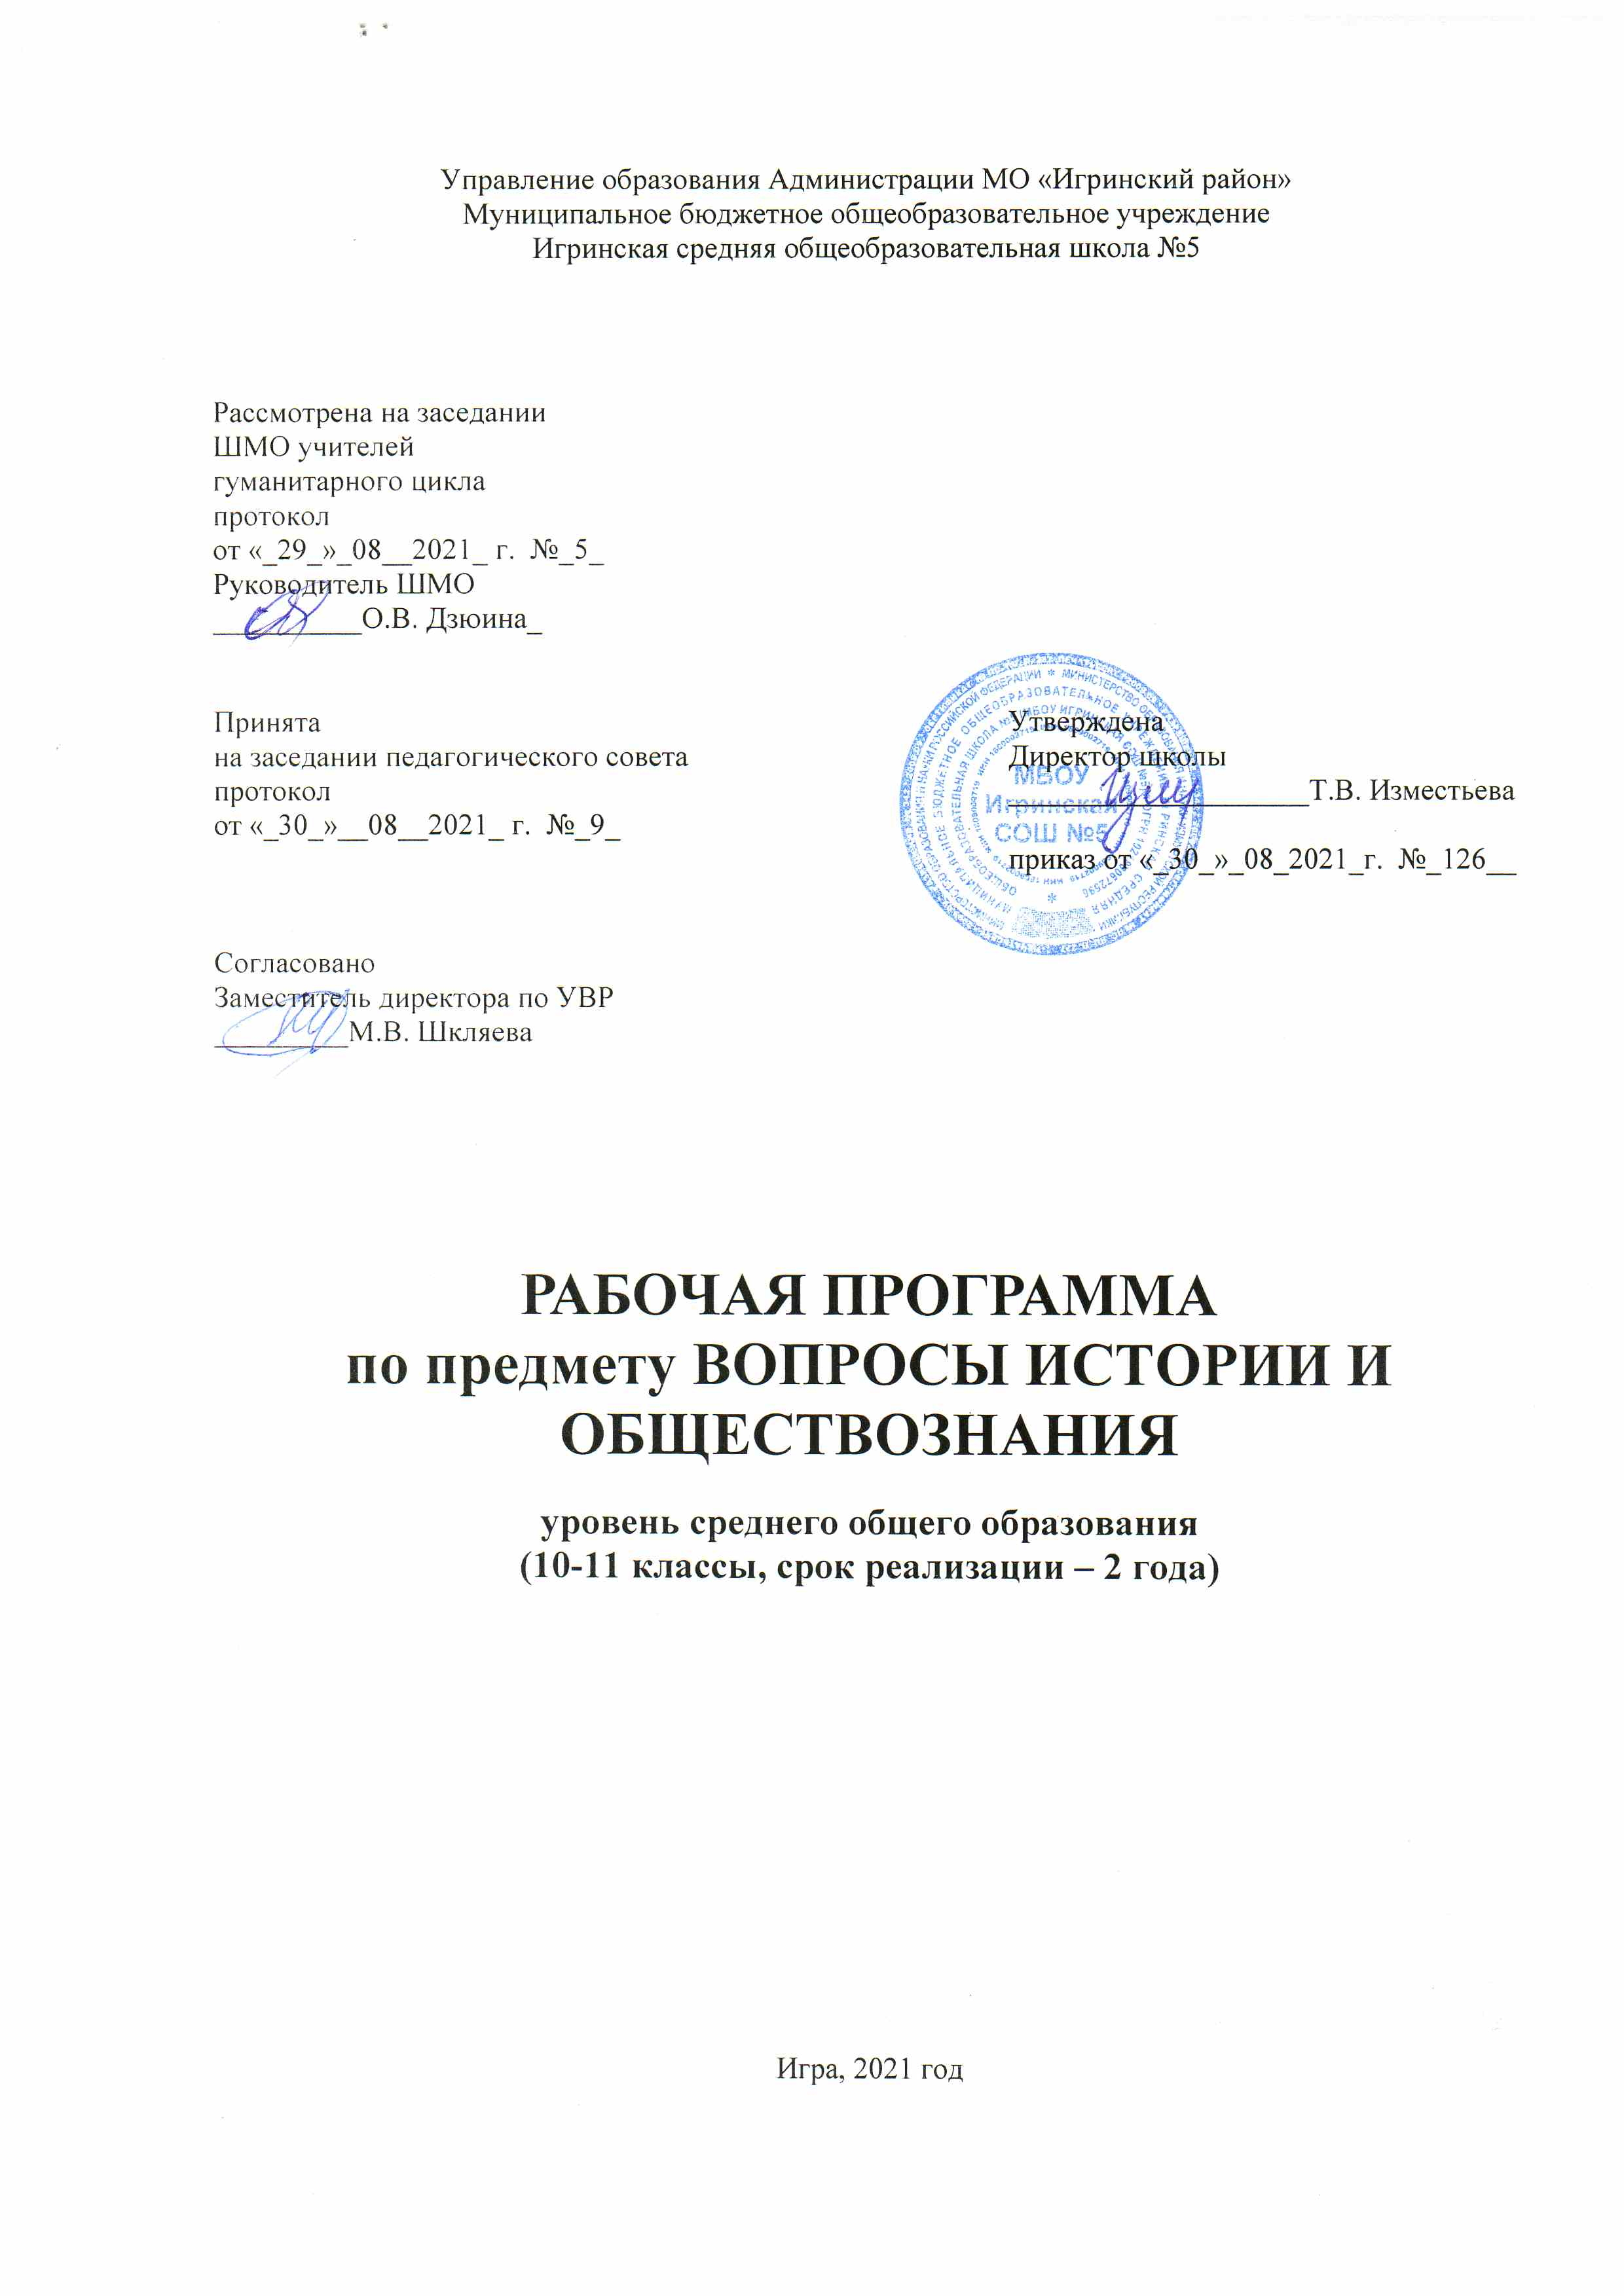 Управление образования Администрации МО «Игринский район»
Муниципальное бюджетное общеобразовательное учреждение
Игринская средняя общеобразовательная школа №5
Рассмотрена на заседании
ШМО учителей
гуманитарного цикла
протокол
от «_29_»_08__2021_ г. №_5_
Руководитель ШМО
__________О.В. Дзюина_
Принята
на заседании педагогического совета
протокол
от «_30_»__08__2021_ г. №_9_
Утверждена
Директор школы
____________________Т.В. Изместьева
приказ от «_30_»_08_2021_г. №_126__
МБОУ
Игринская
СОШ №5
Согласовано
Заместитель директора по УВР
_________М.В. Шкляева
РАБОЧАЯ ПРОГРАММА
по предмету ВОПРОСЫ ИСТОРИИ И
ОБЩЕСТВОЗНАНИЯ
уровень среднего общего образования
(10-11 классы, срок реализации – 2 года)
Игра, 2021 год